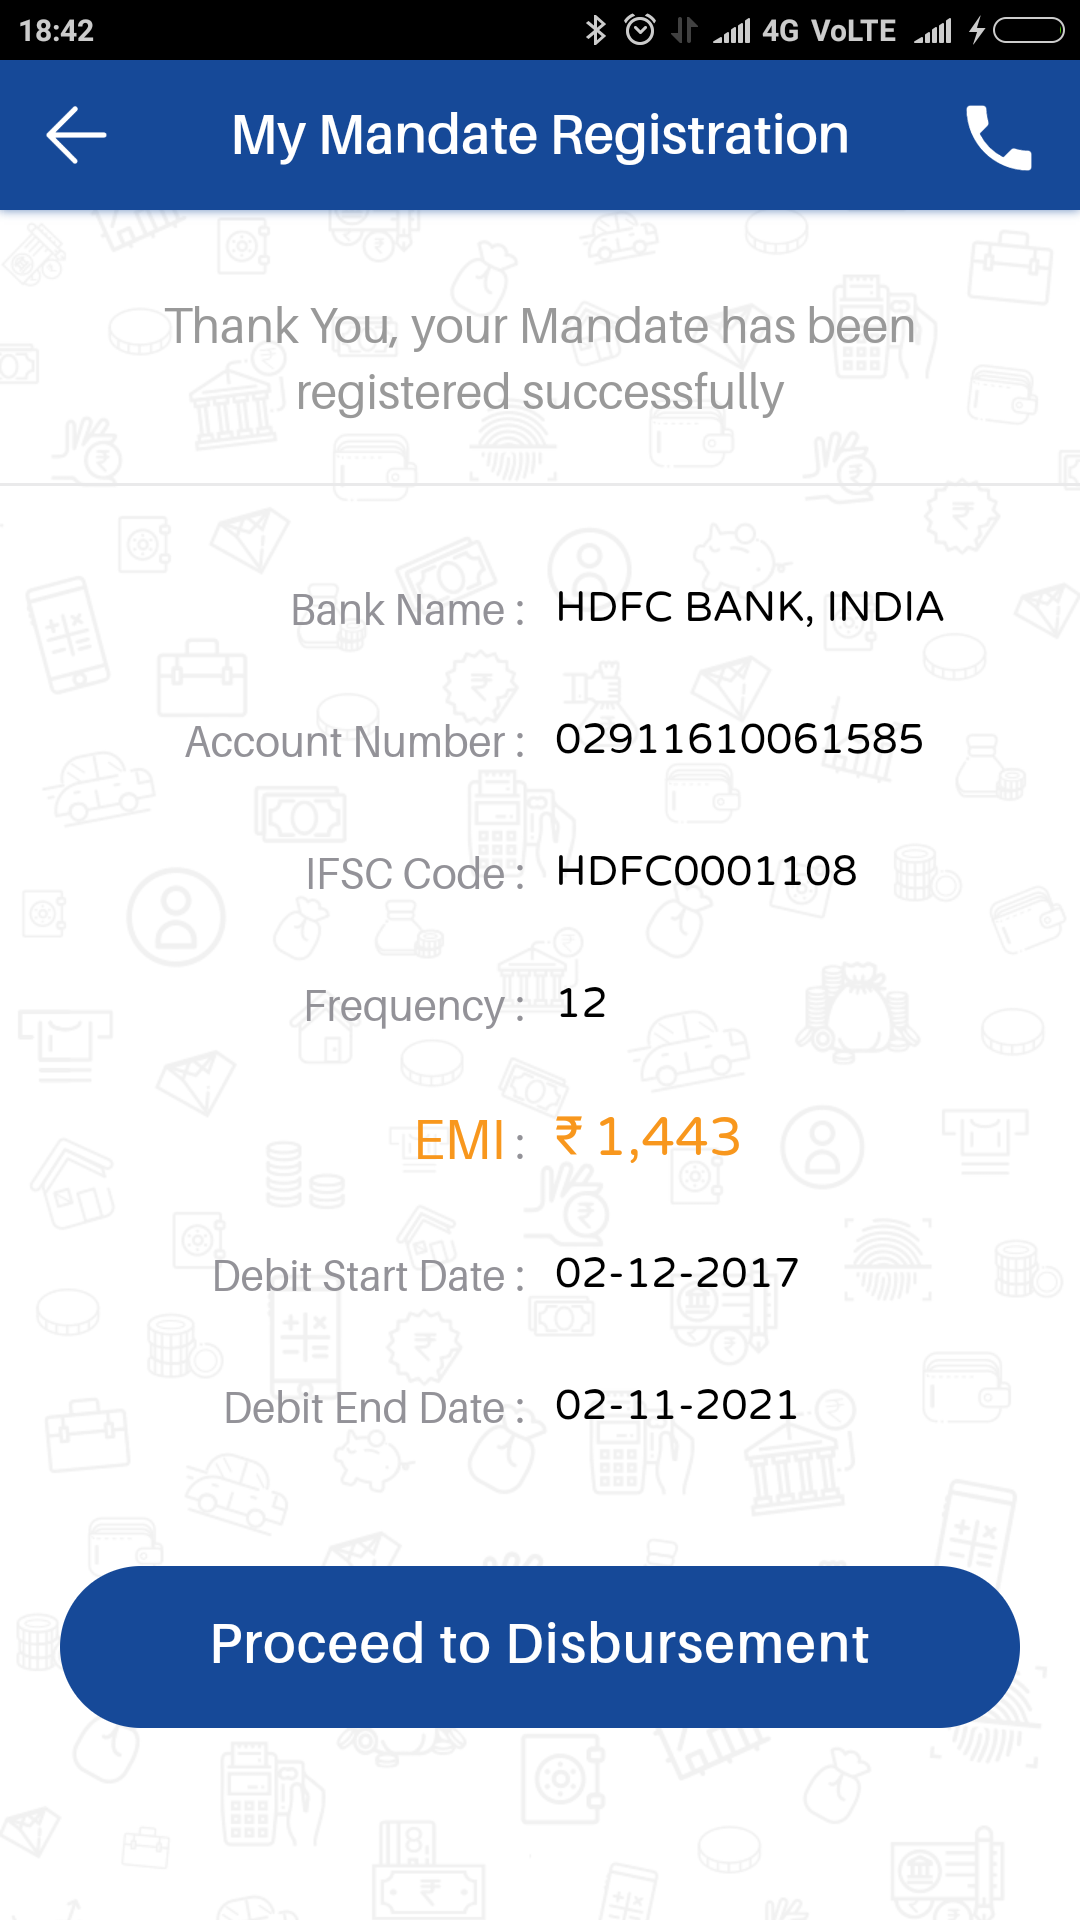 18:42 4G VoLTE
My Mandate Registration
Thank You, your Mandate has been
registered successfully
Bank Name : HDFC BANK, INDIA
Account Number : 02911610061585
IFSC Code : HDFC0001108
Frequency : 12
EMI : ₹ 1,443
Debit Start Date : 02-12-2017
Debit End Date : 02-11-2021
Proceed to Disbursement